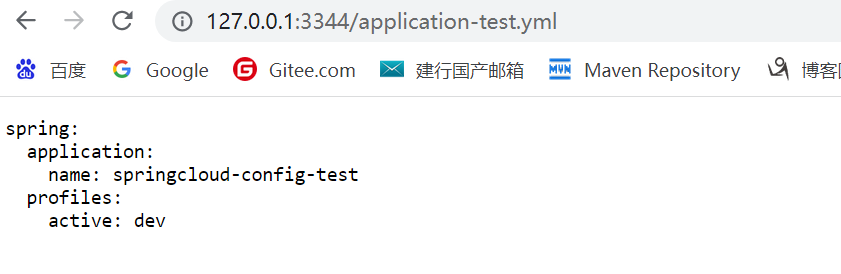 127.0.0.1:3344/application-test.yml
百度 Google Gitee.com 建行国产邮箱 Maven Repository 博客
spring:
  application:
    name: springcloud-config-test
  profiles:
    active: dev